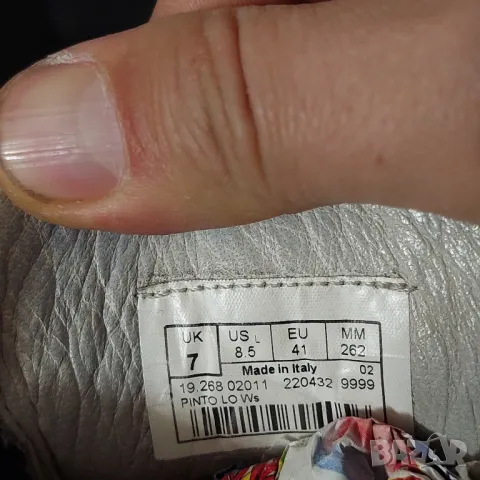 UK US L EU MM
7 8.5 41 262
Made in Italy 02
19.268 02011 220432 9999
PINTO LO Ws
BAZAR